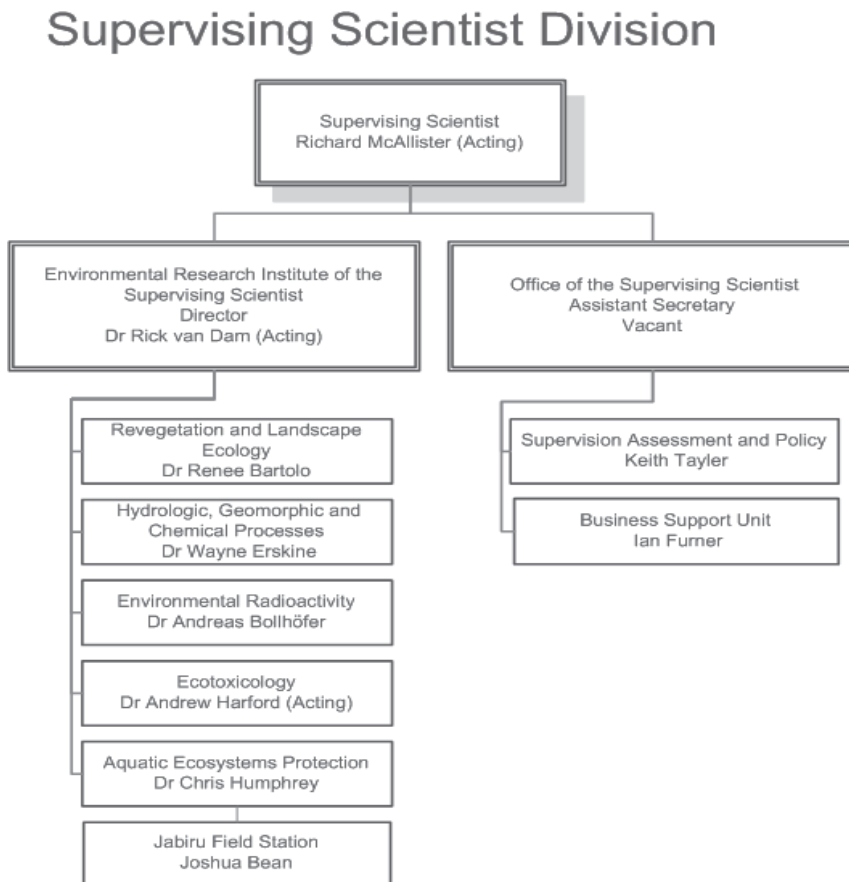 Supervising Scientist Division
Supervising Scientist
Richard McAllister (Acting)
Environmental Research Institute of the
Supervising Scientist
Director
Dr Rick van Dam (Acting)
Office of the Supervising Scientist
Assistant Secretary
Vacant
Revegetation and Landscape
Ecology
Dr Renee Bartolo
Hydrologic, Geomorphic and
Chemical Processes
Dr Wayne Erskine
Environmental Radioactivity
Dr Andreas Bollhöfer
Ecotoxicology
Dr Andrew Harford (Acting)
Aquatic Ecosystems Protection
Dr Chris Humphrey
Jabiru Field Station
Joshua Bean
Supervision Assessment and Policy
Keith Tayler
Business Support Unit
Ian Furner